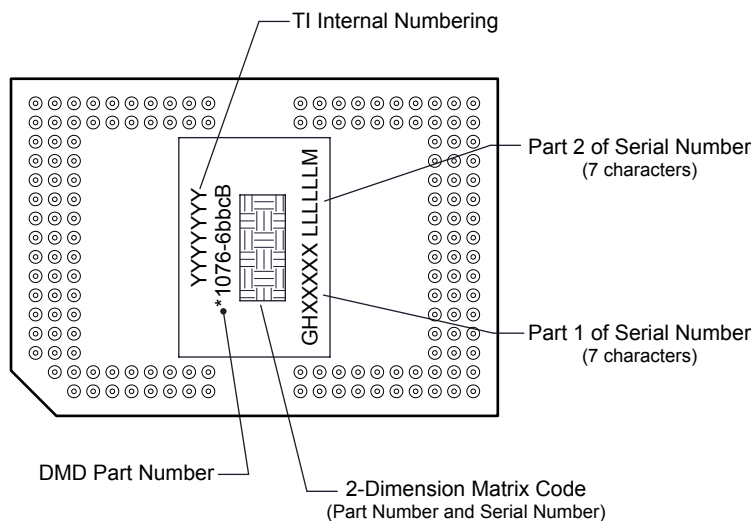 TI Internal Numbering
Part 2 of Serial Number
(7 characters)
YYYYYYY
*1076-6bbcB
GHXXXXX LLLLLLM
Part 1 of Serial Number
(7 characters)
DMD Part Number
2-Dimension Matrix Code
(Part Number and Serial Number)